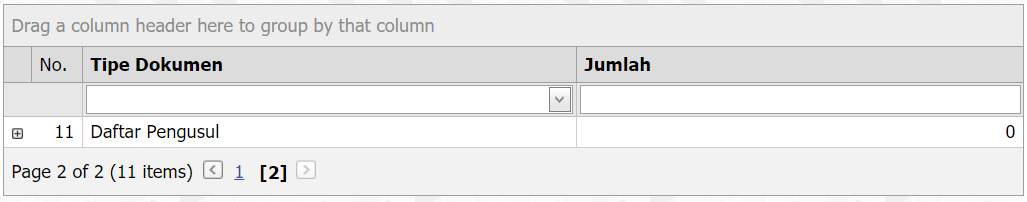 Drag a column header here to group by that column
No. Tipe Dokumen Jumlah
11 Daftar Pengusul 0
Page 2 of 2 (11 items) 1 [2]